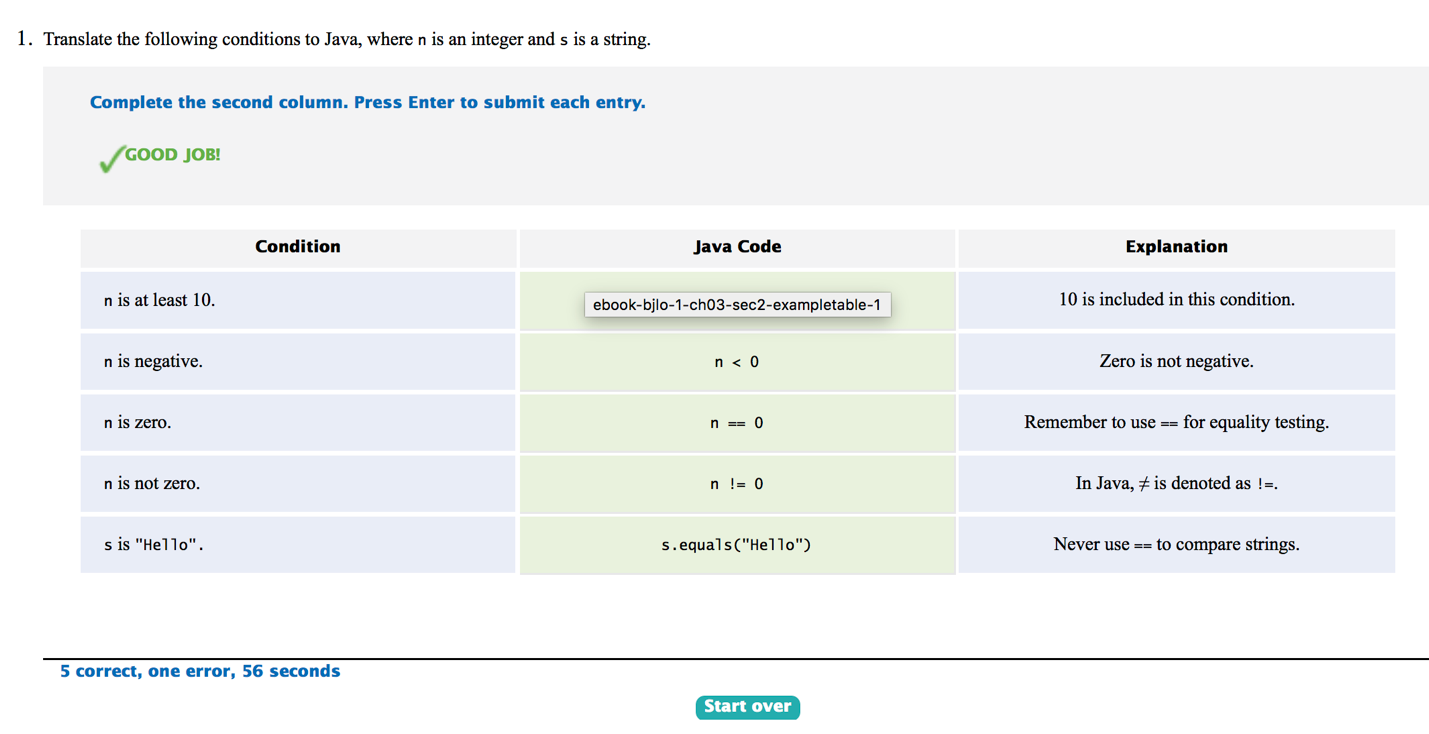 1. Translate the following conditions to Java, where n is an integer and s is a string.
Complete the second column. Press Enter to submit each entry.
GOOD JOB!
Condition Java Code Explanation
n is at least 10. ebook-bjlo-1-ch03-sec2-exampletable-1 10 is included in this condition.
n is negative. n < 0 Zero is not negative.
n is zero. n == 0 Remember to use == for equality testing.
n is not zero. n != 0 In Java, ≠ is denoted as !=.
s is "Hello". s.equals("Hello") Never use == to compare strings.
5 correct, one error, 56 seconds
Start over